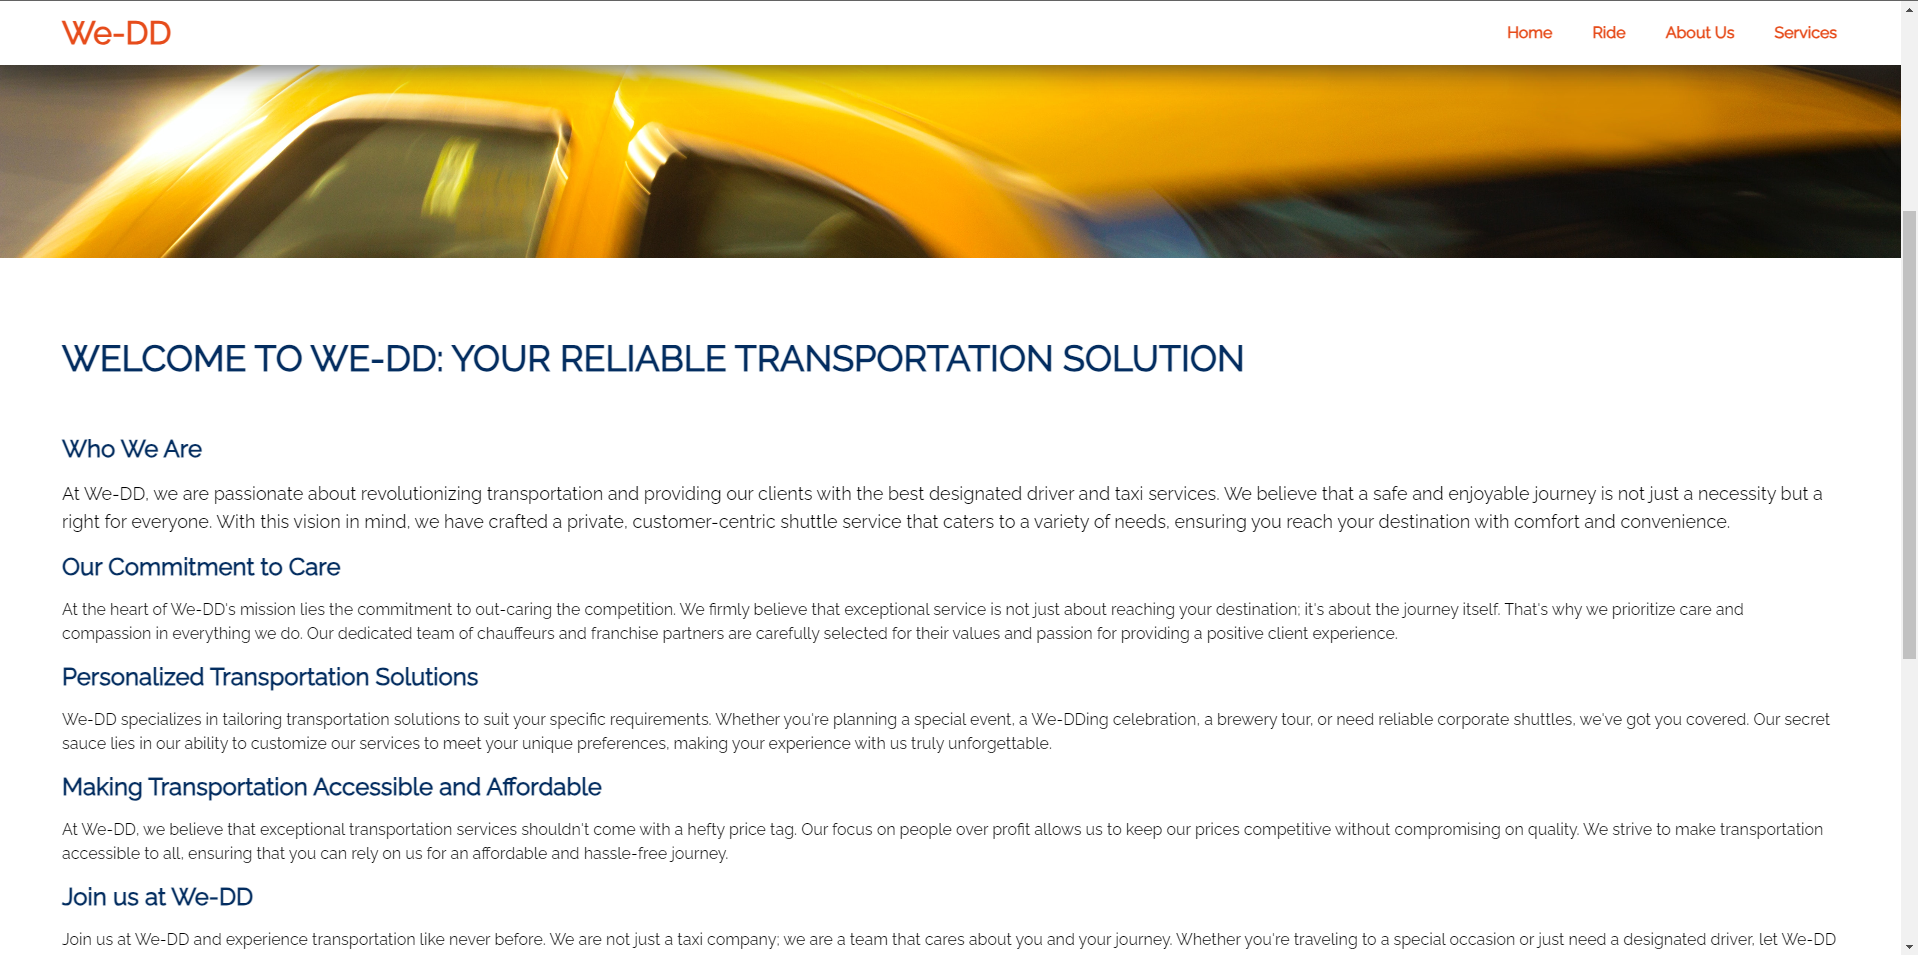 We-DD
Home Ride About Us Services
WELCOME TO WE-DD: YOUR RELIABLE TRANSPORTATION SOLUTION
Who We Are
At We-DD, we are passionate about revolutionizing transportation and providing our clients with the best designated driver and taxi services. We believe that a safe and enjoyable journey is not just a necessity but a
right for everyone. With this vision in mind, we have crafted a private, customer-centric shuttle service that caters to a variety of needs, ensuring you reach your destination with comfort and convenience.
Our Commitment to Care
At the heart of We-DD's mission lies the commitment to out-caring the competition. We firmly believe that exceptional service is not just about reaching your destination; it's about the journey itself. That's why we prioritize care and
compassion in everything we do. Our dedicated team of chauffeurs and franchise partners are carefully selected for their values and passion for providing a positive client experience.
Personalized Transportation Solutions
We-DD specializes in tailoring transportation solutions to suit your specific requirements. Whether you're planning a special event, a We-DDing celebration, a brewery tour, or need reliable corporate shuttles, we've got you covered. Our secret
sauce lies in our ability to customize our services to meet your unique preferences, making your experience with us truly unforgettable.
Making Transportation Accessible and Affordable
At We-DD, we believe that exceptional transportation services shouldn't come with a hefty price tag. Our focus on people over profit allows us to keep our prices competitive without compromising on quality. We strive to make transportation
accessible to all, ensuring that you can rely on us for an affordable and hassle-free journey.
Join us at We-DD
Join us at We-DD and experience transportation like never before. We are not just a taxi company; we are a team that cares about you and your journey. Whether you're traveling to a special occasion or just need a designated driver, let We-DD